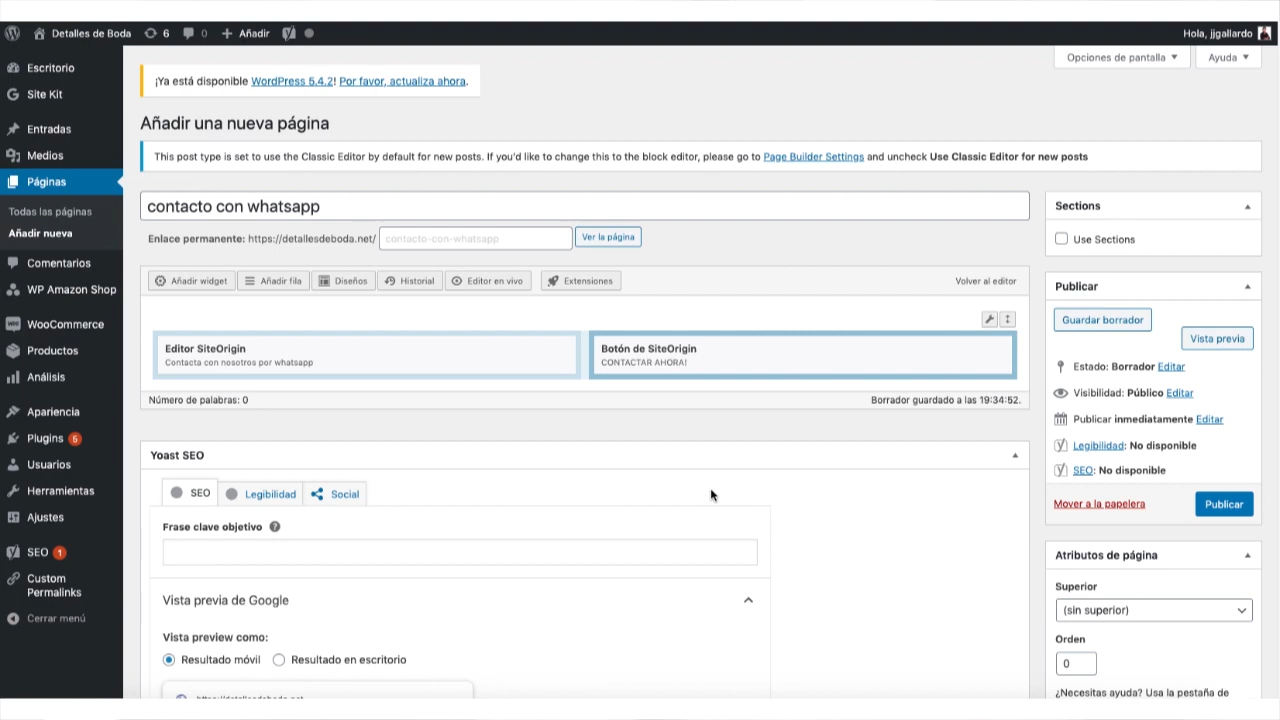 Detalles de Boda 6 0 Añadir Hola, jjgallardo
Opciones de pantalla Ayuda
Escritorio
Site Kit
Entradas
Medios
Páginas
Todas las páginas
Añadir nueva
Comentarios
WP Amazon Shop
WooCommerce
Productos
Análisis
Apariencia
Plugins 5
Usuarios
Herramientas
Ajustes
SEO 1
Custom
Permalinks
Cerrar menú
¡Ya está disponible WordPress 5.4.2! Por favor, actualiza ahora.
Añadir una nueva página
This post type is set to use the Classic Editor by default for new posts. If you'd like to change this to the block editor, please go to Page Builder Settings and uncheck Use Classic Editor for new posts
contacto con whatsapp
Enlace permanente: https://detallesdeboda.net/ contacto-con-whatsapp Ver la página
Añadir widget Añadir fila Diseños Historial Editor en vivo Extensiones Volver al editor
Editor SiteOrigin
Contacta con nosotros por whatsapp
Botón de SiteOrigin
CONTACTAR AHORA!
Número de palabras: 0 Borrador guardado a las 19:34:52.
Yoast SEO
SEO Legibilidad Social
Frase clave objetivo
Vista previa de Google
Vista preview como:
Resultado móvil Resultado en escritorio
https://detallesdeboda.net
Sections
Use Sections
Publicar
Guardar borrador
Vista previa
Estado: Borrador Editar
Visibilidad: Público Editar
Publicar inmediatamente Editar
Legibilidad: No disponible
SEO: No disponible
Mover a la papelera Publicar
Atributos de página
Superior
(sin superior)
Orden
0
¿Necesitas ayuda? Usa la pestaña de